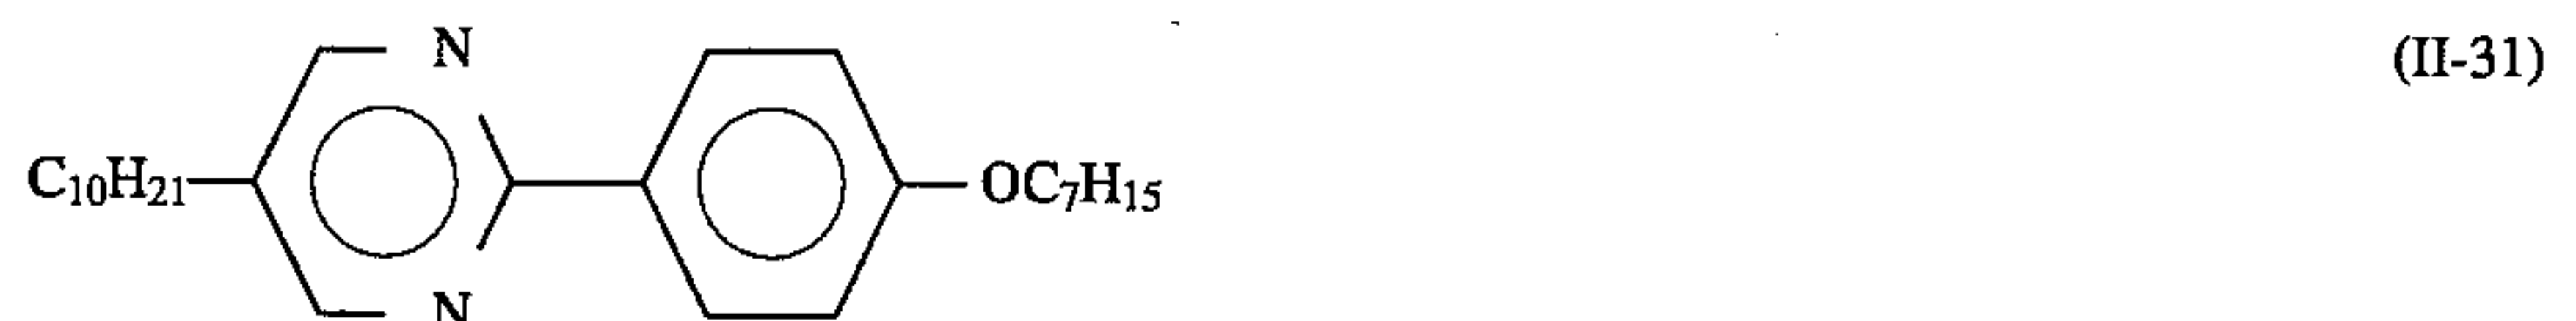 N (II-31)
C₁₀H₂₁ OC₇H₁₅
N